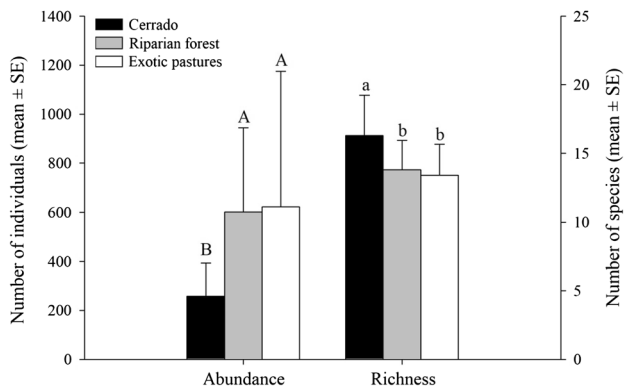 1400
1200
1000
800
600
400
200
0
Number of individuals (mean ± SE)
Cerrado
Riparian forest
Exotic pastures
B
A
A
a
b
b
25
20
15
10
5
0
Number of species (mean ± SE)
Abundance
Richness